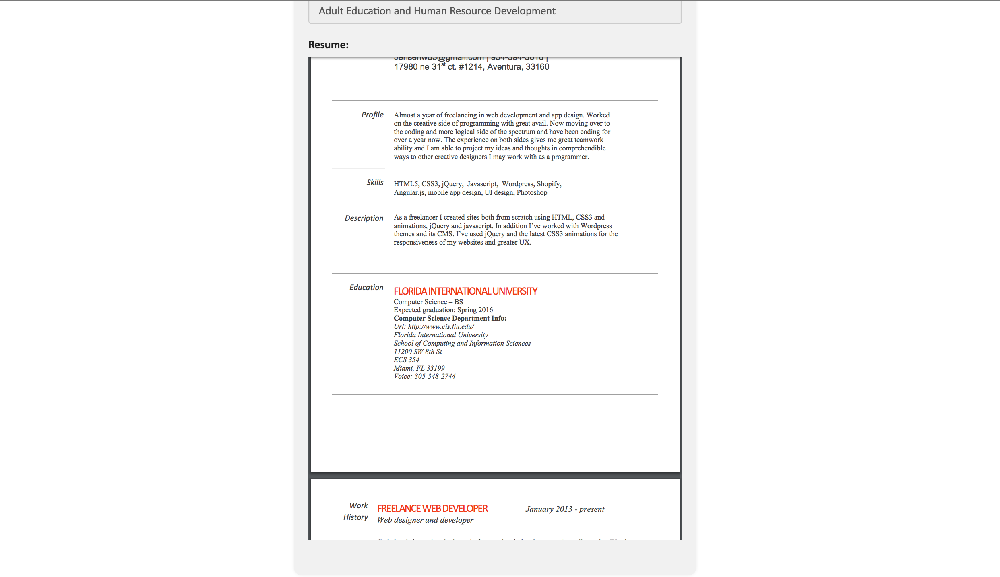 Adult Education and Human Resource Development
Resume:
17980 ne 31st ct. #1214, Aventura, 33160
Profile
Almost a year of freelancing in web development and app design. Worked
on the creative side of programming with great avail. Now moving over to
the coding and more logical side of the spectrum and have been coding for
over a year now. The experience on both sides gives me great teamwork
ability and I am able to project my ideas and thoughts in comprehendible
ways to other creative designers I may work with as a programmer.
Skills
HTML5, CSS3, jQuery,  Javascript,  Wordpress, Shopify,
Angular.js, mobile app design, UI design, Photoshop
Description
As a freelancer I created sites both from scratch using HTML, CSS3 and
animations, jQuery and javascript. In addition I’ve worked with Wordpress
themes and its CMS. I’ve used jQuery and the latest CSS3 animations for the
responsiveness of my websites and greater UX.
Education
FLORIDA INTERNATIONAL UNIVERSITY
Computer Science – BS
Expected graduation: Spring 2016
Computer Science Department Info:
Url: http://www.cis.fiu.edu/
Florida International University
School of Computing and Information Sciences
11200 SW 8th St
ECS 354
Miami, FL 33199
Voice: 305-348-2744
Work
History
FREELANCE WEB DEVELOPER January 2013 - present
Web designer and developer